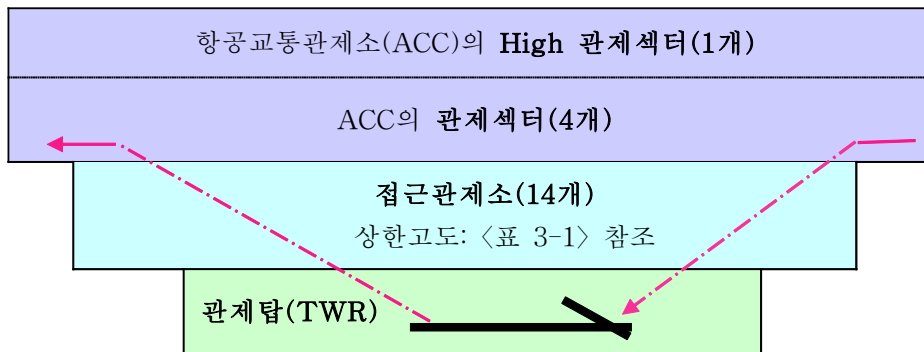 항공교통관제소(ACC)의 High 관제섹터(1개)
ACC의 관제섹터(4개)
접근관제소(14개)
상한고도: 〈표 3-1〉 참조
관제탑(TWR)